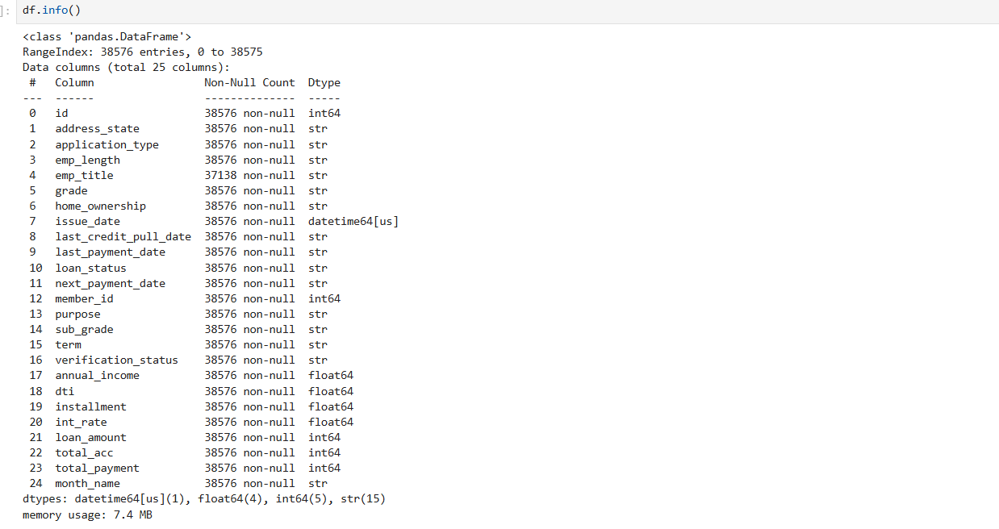 ]:
df.info()
<class 'pandas.DataFrame'>
RangeIndex: 38576 entries, 0 to 38575
Data columns (total 25 columns):
 #   Column                 Non-Null Count  Dtype
---  ------                 --------------  -----
 0   id                     38576 non-null  int64
 1   address_state          38576 non-null  str
 2   application_type       38576 non-null  str
 3   emp_length             38576 non-null  str
 4   emp_title              37138 non-null  str
 5   grade                  38576 non-null  str
 6   home_ownership         38576 non-null  str
 7   issue_date             38576 non-null  datetime64[us]
 8   last_credit_pull_date  38576 non-null  str
 9   last_payment_date      38576 non-null  str
 10  loan_status            38576 non-null  str
 11  next_payment_date      38576 non-null  str
 12  member_id              38576 non-null  int64
 13  purpose                38576 non-null  str
 14  sub_grade              38576 non-null  str
 15  term                   38576 non-null  str
 16  verification_status    38576 non-null  str
 17  annual_income          38576 non-null  float64
 18  dti                    38576 non-null  float64
 19  installment            38576 non-null  float64
 20  int_rate               38576 non-null  float64
 21  loan_amount            38576 non-null  int64
 22  total_acc              38576 non-null  int64
 23  total_payment          38576 non-null  int64
 24  month_name             38576 non-null  str
dtypes: datetime64[us](1), float64(4), int64(5), str(15)
memory usage: 7.4 MB